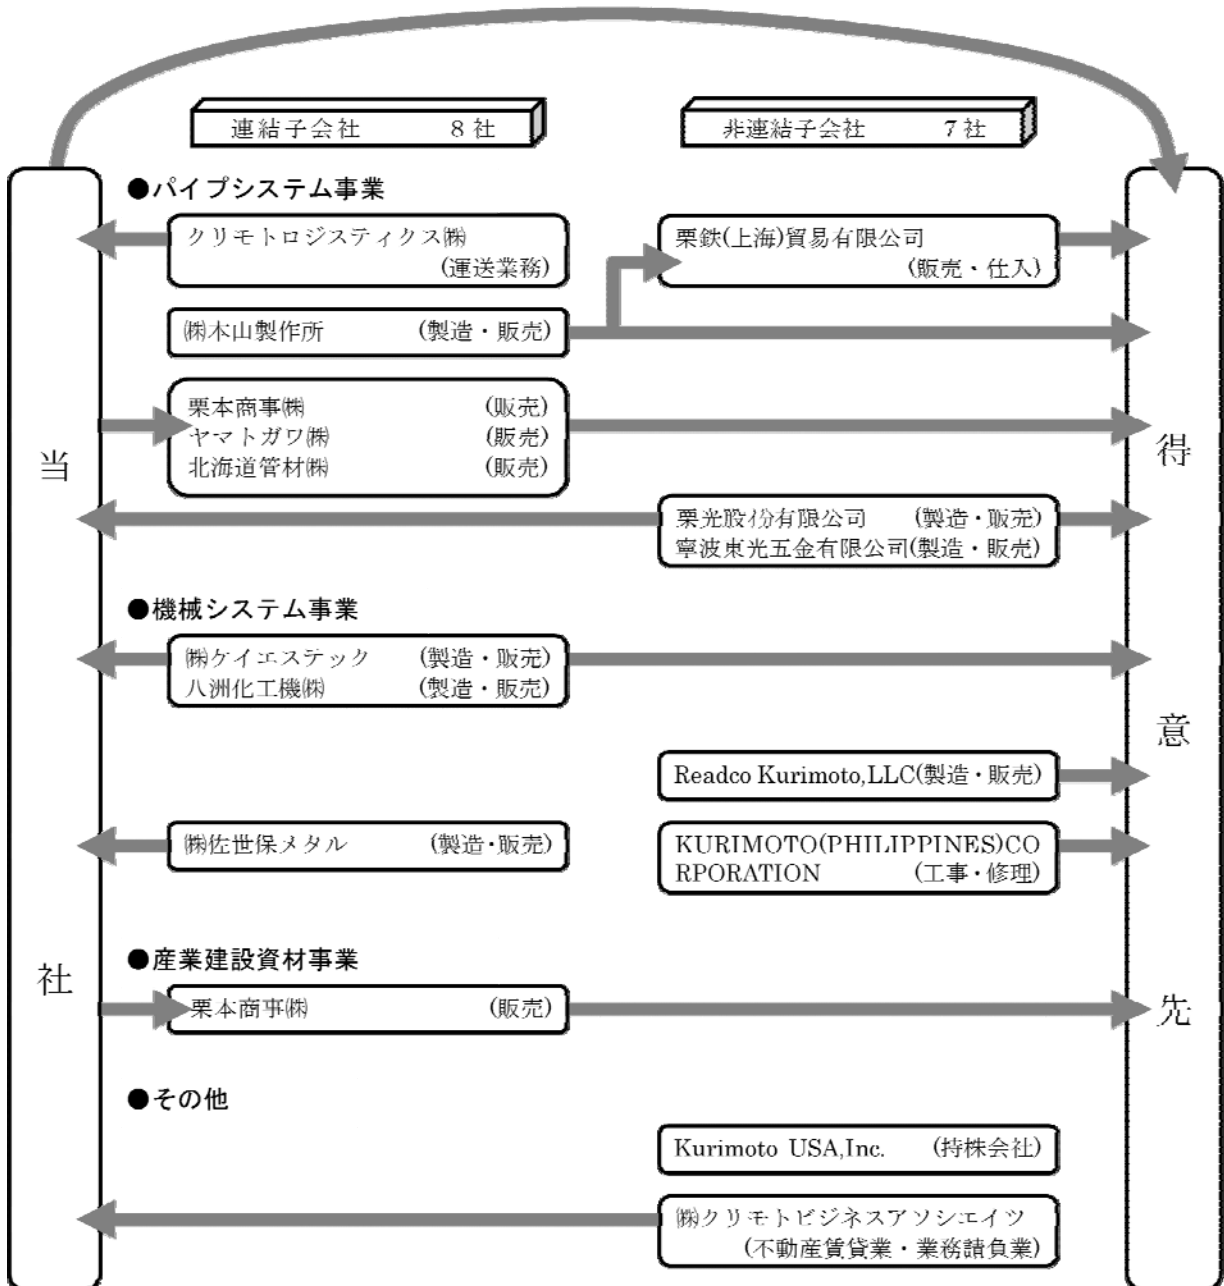 連結子会社 8社
非連結子会社 7社
当社
得意先
●パイプシステム事業
クリモトロジスティクス㈱
(運送業務)
栗鉄(上海)貿易有限公司
(販売・仕入)
㈱本山製作所 (製造・販売)
栗本商事㈱ (販売)
ヤマトガワ㈱ (販売)
北海道管材㈱ (販売)
栗光股份有限公司 (製造・販売)
寧波東光五金有限公司(製造・販売)
●機械システム事業
㈱ケイエステック (製造・販売)
八洲化工機㈱ (製造・販売)
Readco Kurimoto,LLC(製造・販売)
㈱佐世保メタル (製造・販売)
KURIMOTO(PHILIPPINES)CO
RPORATION (工事・修理)
●産業建設資材事業
栗本商事㈱ (販売)
●その他
Kurimoto USA,Inc. (持株会社)
㈱クリモトビジネスアソシエイツ
(不動産賃貸業・業務請負業)